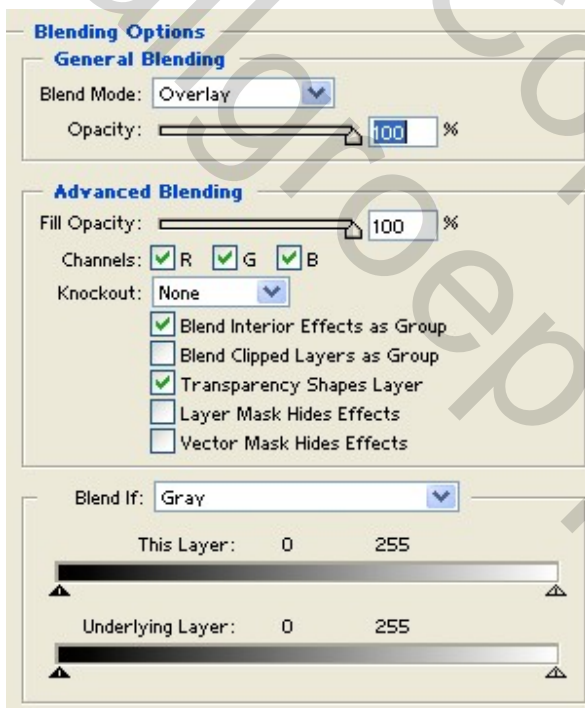 Blending Options
General Blending
Blend Mode: Overlay
Opacity: 100 %
Advanced Blending
Fill Opacity: 100 %
Channels: R G B
Knockout: None
Blend Interior Effects as Group
Blend Clipped Layers as Group
Transparency Shapes Layer
Layer Mask Hides Effects
Vector Mask Hides Effects
Blend If: Gray
This Layer: 0 255
Underlying Layer: 0 255